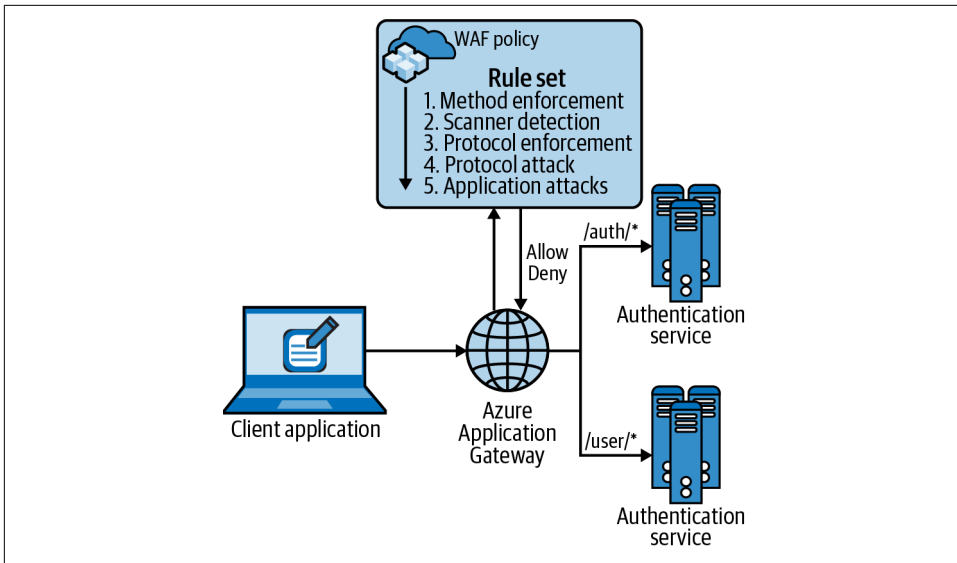 WAF policy
Rule set
1. Method enforcement
2. Scanner detection
3. Protocol enforcement
4. Protocol attack
5. Application attacks
Allow
Deny
/auth/*
Authentication
service
Client application
Azure
Application
Gateway
/user/*
Authentication
service